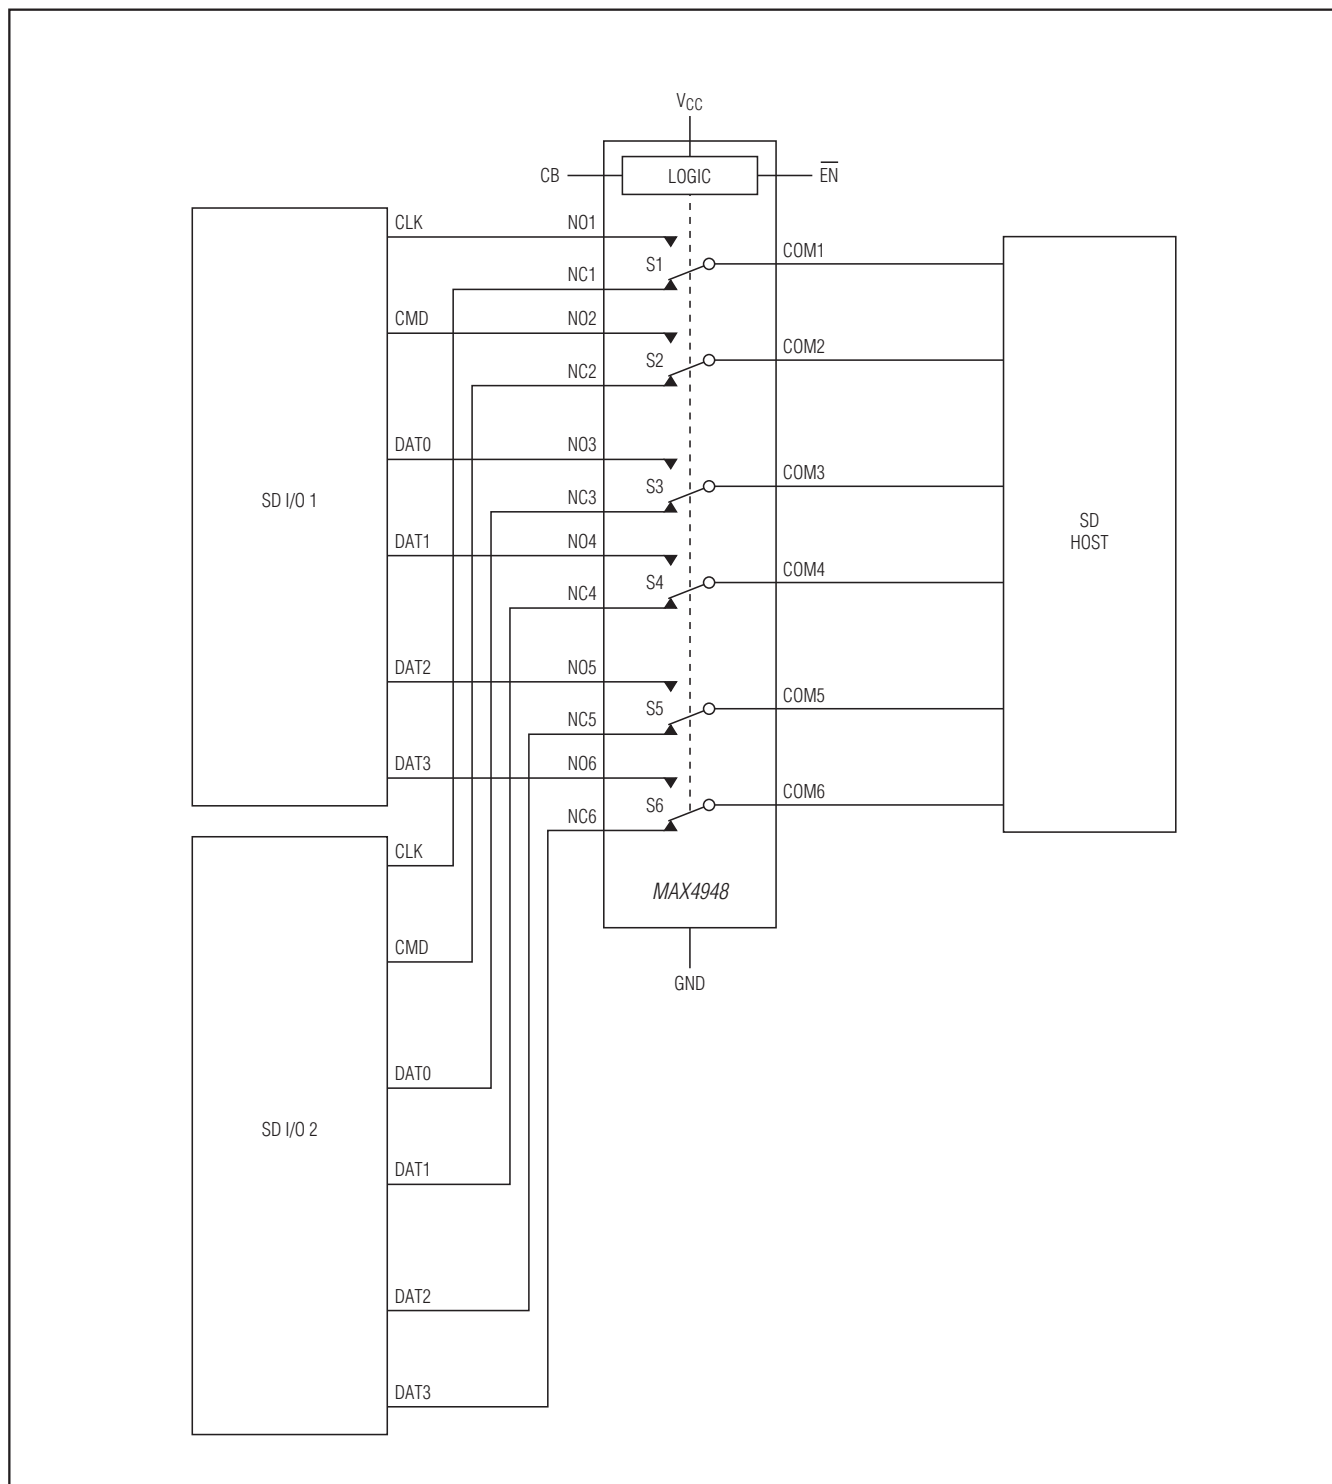 VCC
CB
LOGIC
EN
CLK
NO1
S1
COM1
NC1
CMD
NO2
S2
COM2
NC2
DAT0
NO3
S3
COM3
NC3
SD I/O 1
SD
HOST
DAT1
NO4
S4
COM4
NC4
DAT2
NO5
S5
COM5
NC5
DAT3
NO6
S6
COM6
NC6
CLK
MAX4948
CMD
GND
DAT0
SD I/O 2
DAT1
DAT2
DAT3